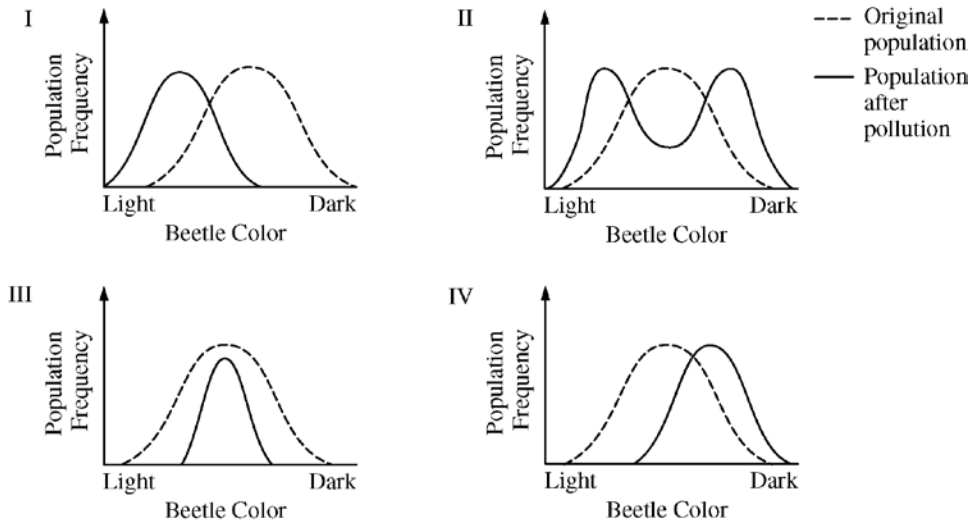 I
Population
Frequency
Light
Dark
Beetle Color
II
Population
Frequency
Light
Dark
Beetle Color
Original
population
Population
after
pollution
III
Population
Frequency
Light
Dark
Beetle Color
IV
Population
Frequency
Light
Dark
Beetle Color